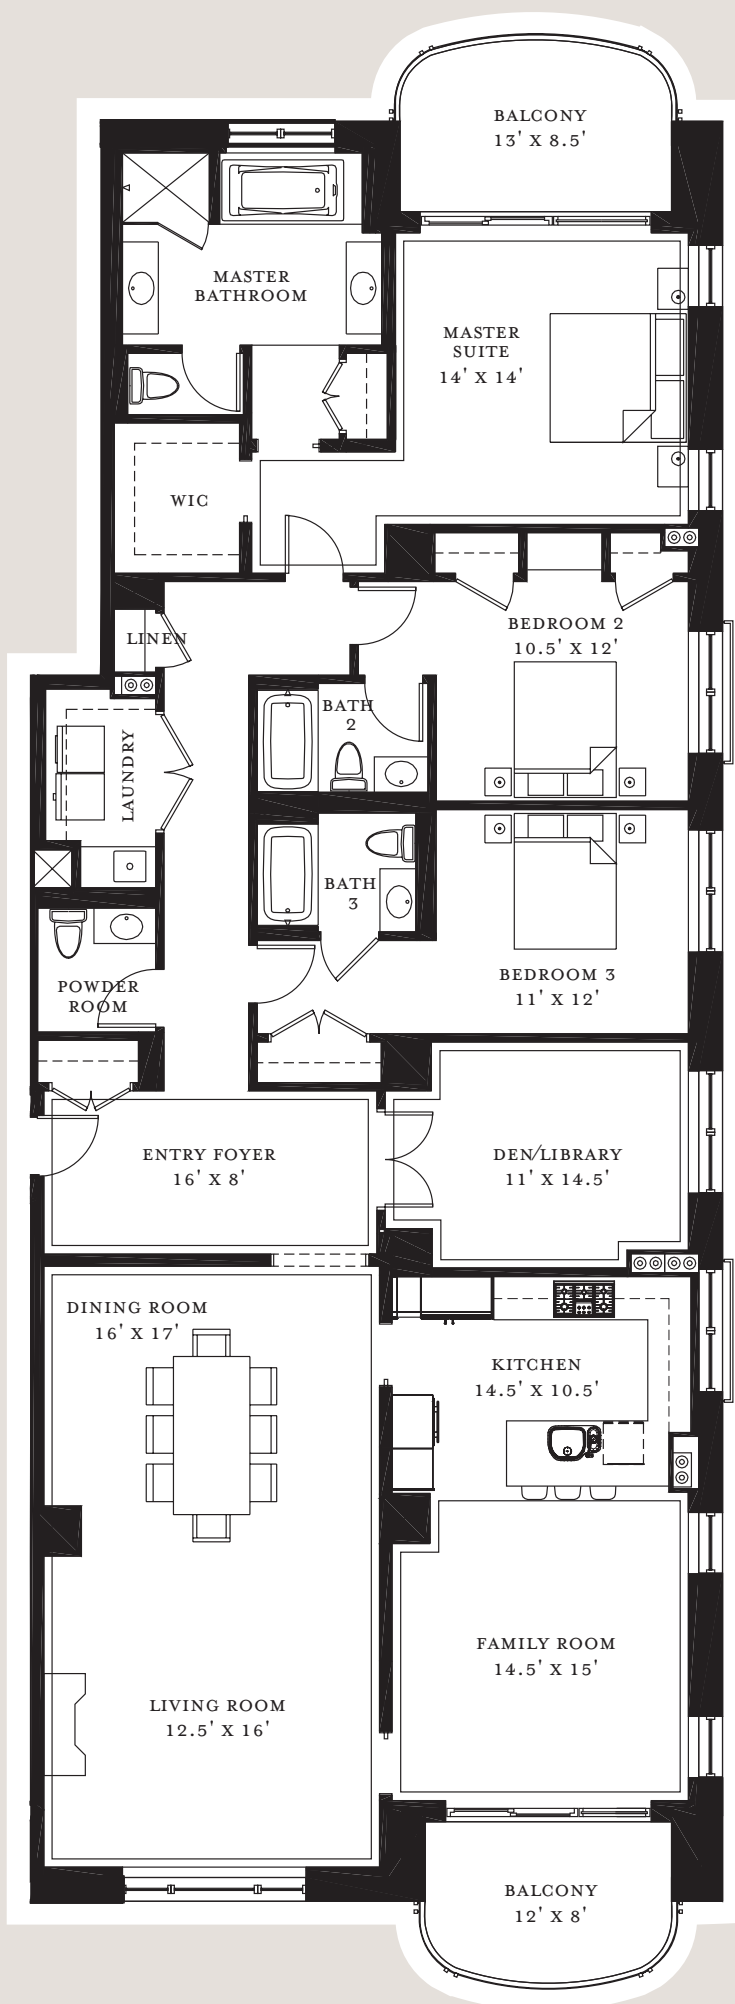 BALCONY
13' X 8.5'
MASTER
BATHROOM
MASTER
SUITE
14' X 14'
WIC
BEDROOM 2
10.5' X 12'
LINEN
BATH
2
LAUNDRY
BATH
3
BEDROOM 3
11' X 12'
POWDER
ROOM
ENTRY FOYER
16' X 8'
DEN/LIBRARY
11' X 14.5'
DINING ROOM
16' X 17'
KITCHEN
14.5' X 10.5'
FAMILY ROOM
14.5' X 15'
LIVING ROOM
12.5' X 16'
BALCONY
12' X 8'